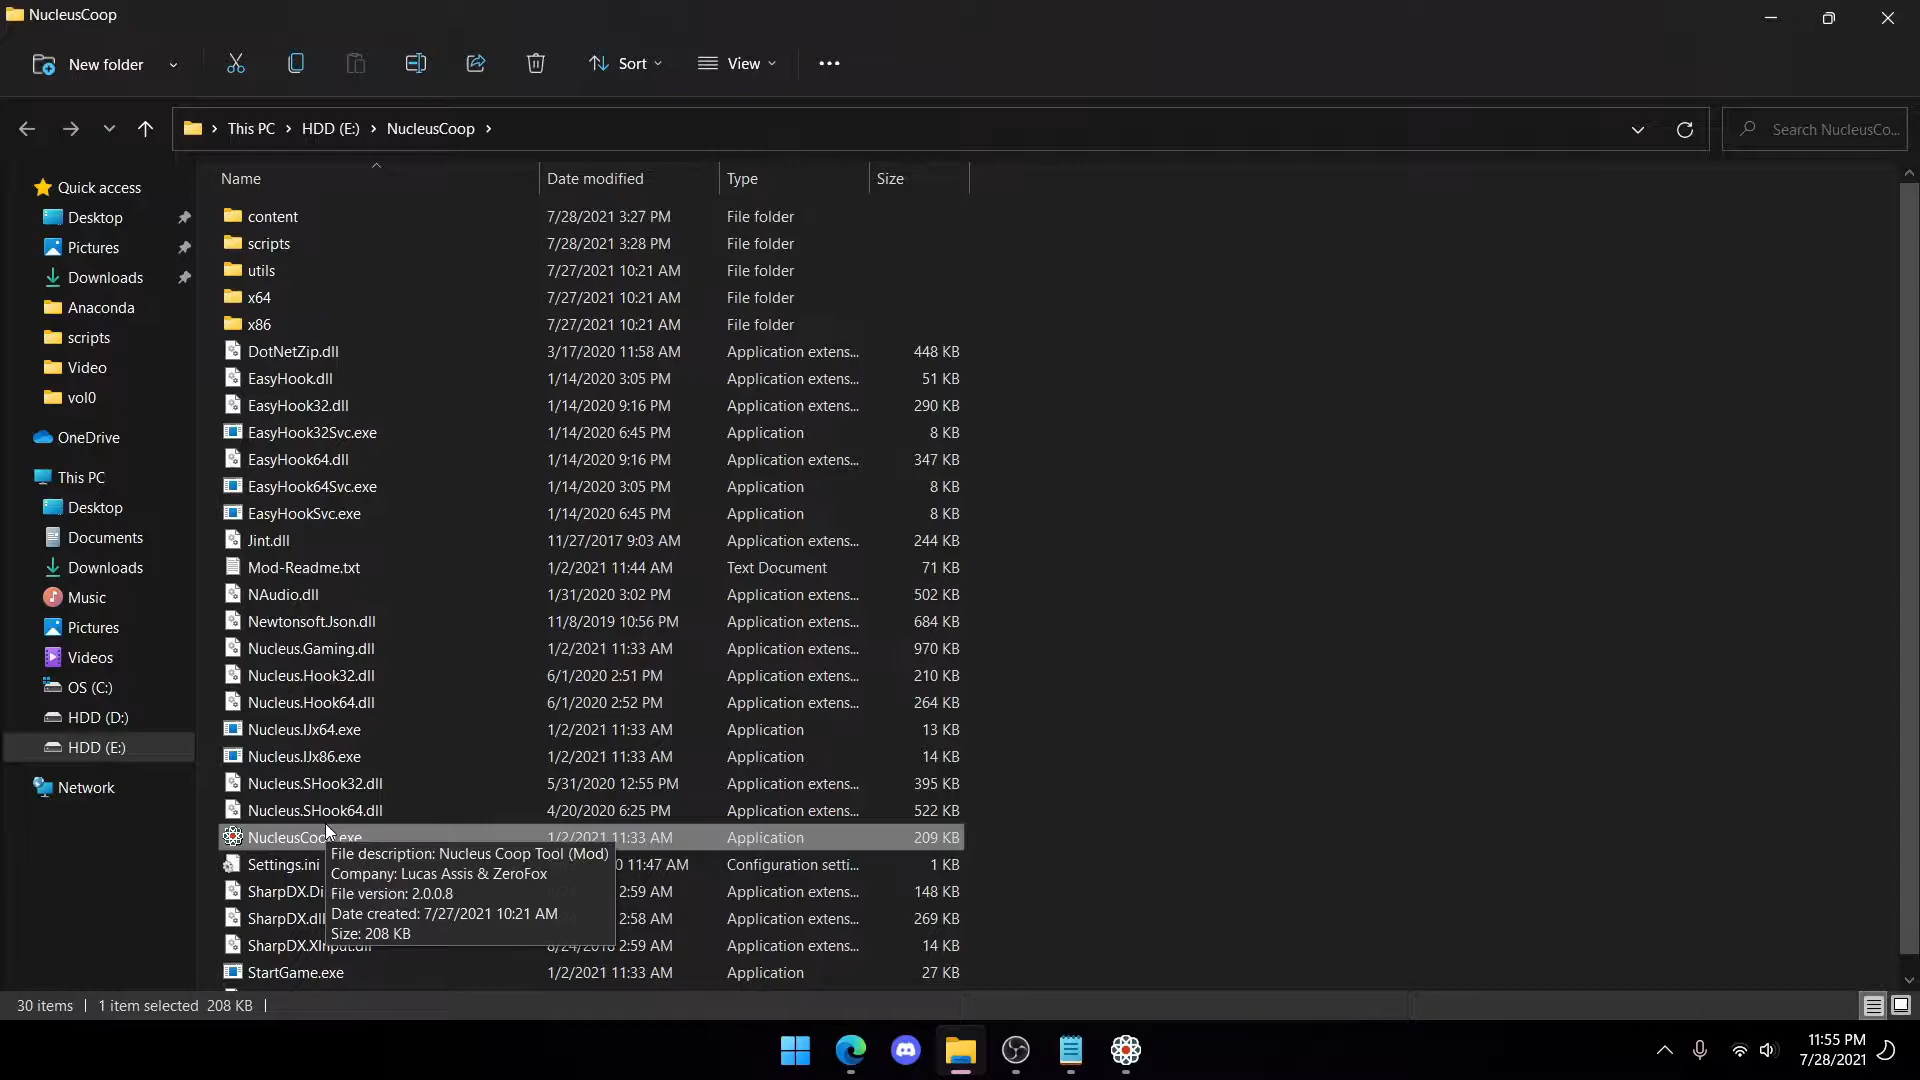 NucleusCoop
New folder
Sort
View
This PC > HDD (E:) > NucleusCoop >
Search NucleusCo...
Name Date modified Type Size
Quick access
Desktop
Pictures
Downloads
Anaconda
scripts
Video
vol0
OneDrive
This PC
Desktop
Documents
Downloads
Music
Pictures
Videos
OS (C:)
HDD (D:)
HDD (E:)
Network
content 7/28/2021 3:27 PM File folder
scripts 7/28/2021 3:28 PM File folder
utils 7/27/2021 10:21 AM File folder
x64 7/27/2021 10:21 AM File folder
x86 7/27/2021 10:21 AM File folder
DotNetZip.dll 3/17/2020 11:58 AM Application extens... 448 KB
EasyHook.dll 1/14/2020 3:05 PM Application extens... 51 KB
EasyHook32.dll 1/14/2020 9:16 PM Application extens... 290 KB
EasyHook32Svc.exe 1/14/2020 6:45 PM Application 8 KB
EasyHook64.dll 1/14/2020 9:16 PM Application extens... 347 KB
EasyHook64Svc.exe 1/14/2020 3:05 PM Application 8 KB
EasyHookSvc.exe 1/14/2020 6:45 PM Application 8 KB
Jint.dll 11/27/2017 9:03 AM Application extens... 244 KB
Mod-Readme.txt 1/2/2021 11:44 AM Text Document 71 KB
NAudio.dll 1/31/2020 3:02 PM Application extens... 502 KB
Newtonsoft.Json.dll 11/8/2019 10:56 PM Application extens... 684 KB
Nucleus.Gaming.dll 1/2/2021 11:33 AM Application extens... 970 KB
Nucleus.Hook32.dll 6/1/2020 2:51 PM Application extens... 210 KB
Nucleus.Hook64.dll 6/1/2020 2:52 PM Application extens... 264 KB
Nucleus.IJx64.exe 1/2/2021 11:33 AM Application 13 KB
Nucleus.IJx86.exe 1/2/2021 11:33 AM Application 14 KB
Nucleus.SHook32.dll 5/31/2020 12:55 PM Application extens... 395 KB
Nucleus.SHook64.dll 4/20/2020 6:25 PM Application extens... 522 KB
NucleusCoop.exe 1/2/2021 11:33 AM Application 209 KB
Settings.ini 0 11:47 AM Configuration setti... 1 KB
SharpDX.Di 2:59 AM Application extens... 148 KB
SharpDX.dll 2:58 AM Application extens... 269 KB
SharpDX.XInput.dll 2:59 AM Application extens... 14 KB
StartGame.exe 1/2/2021 11:33 AM Application 27 KB
File description: Nucleus Coop Tool (Mod)
Company: Lucas Assis & ZeroFox
File version: 2.0.0.8
Date created: 7/27/2021 10:21 AM
Size: 208 KB
30 items | 1 item selected 208 KB |
11:55 PM
7/28/2021